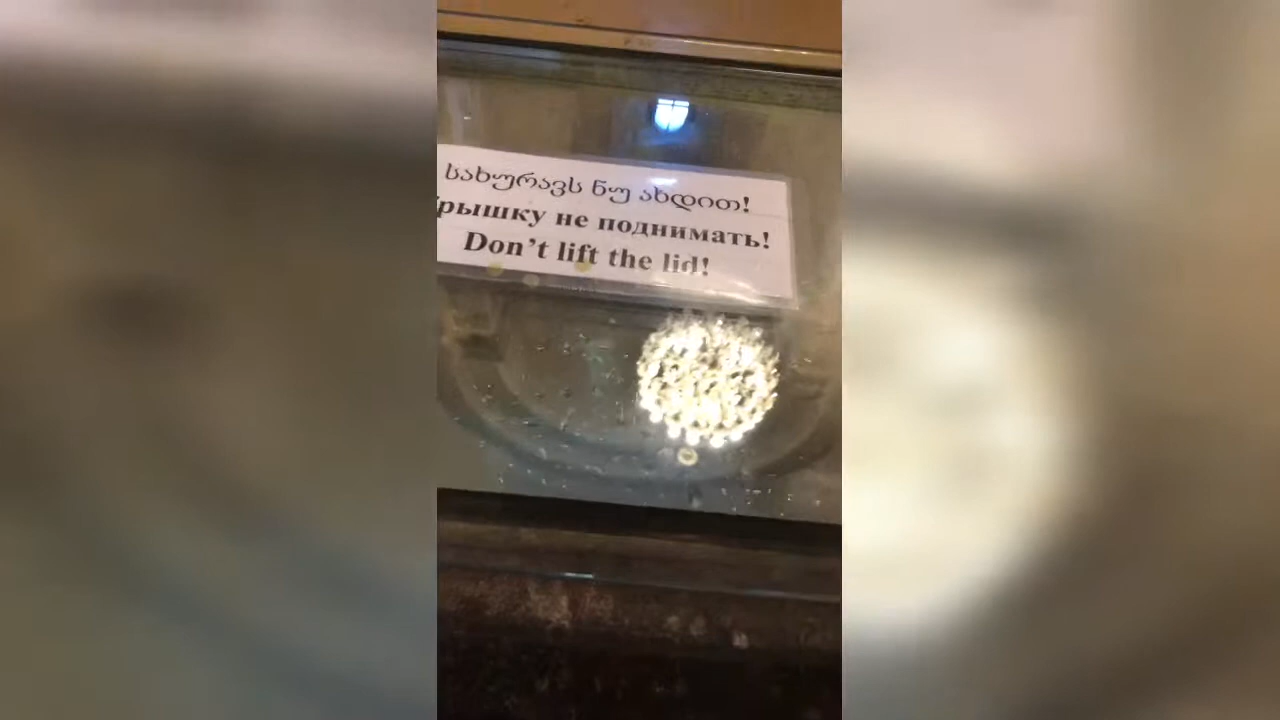 სახურავს ნუ ახდით!
рышку не поднимать!
Don't lift the lid!